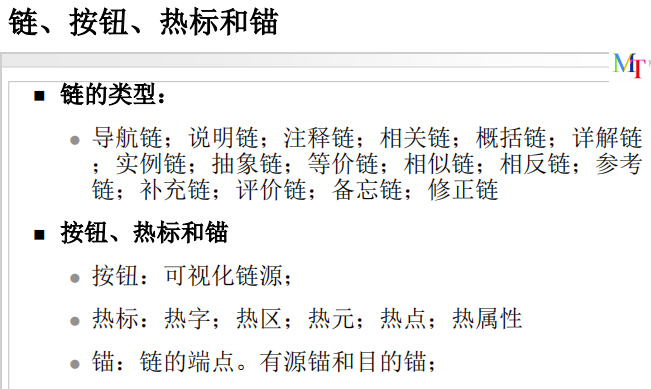 链、按钮、热标和锚
MT
链的类型：
导航链；说明链；注释链；相关链；概括链；详解链
；实例链；抽象链；等价链；相似链；相反链；参考
链；补充链；评价链；备忘链；修正链
按钮、热标和锚
按钮：可视化链源；
热标：热字；热区；热元；热点；热属性
锚：链的端点。有源锚和目的锚；